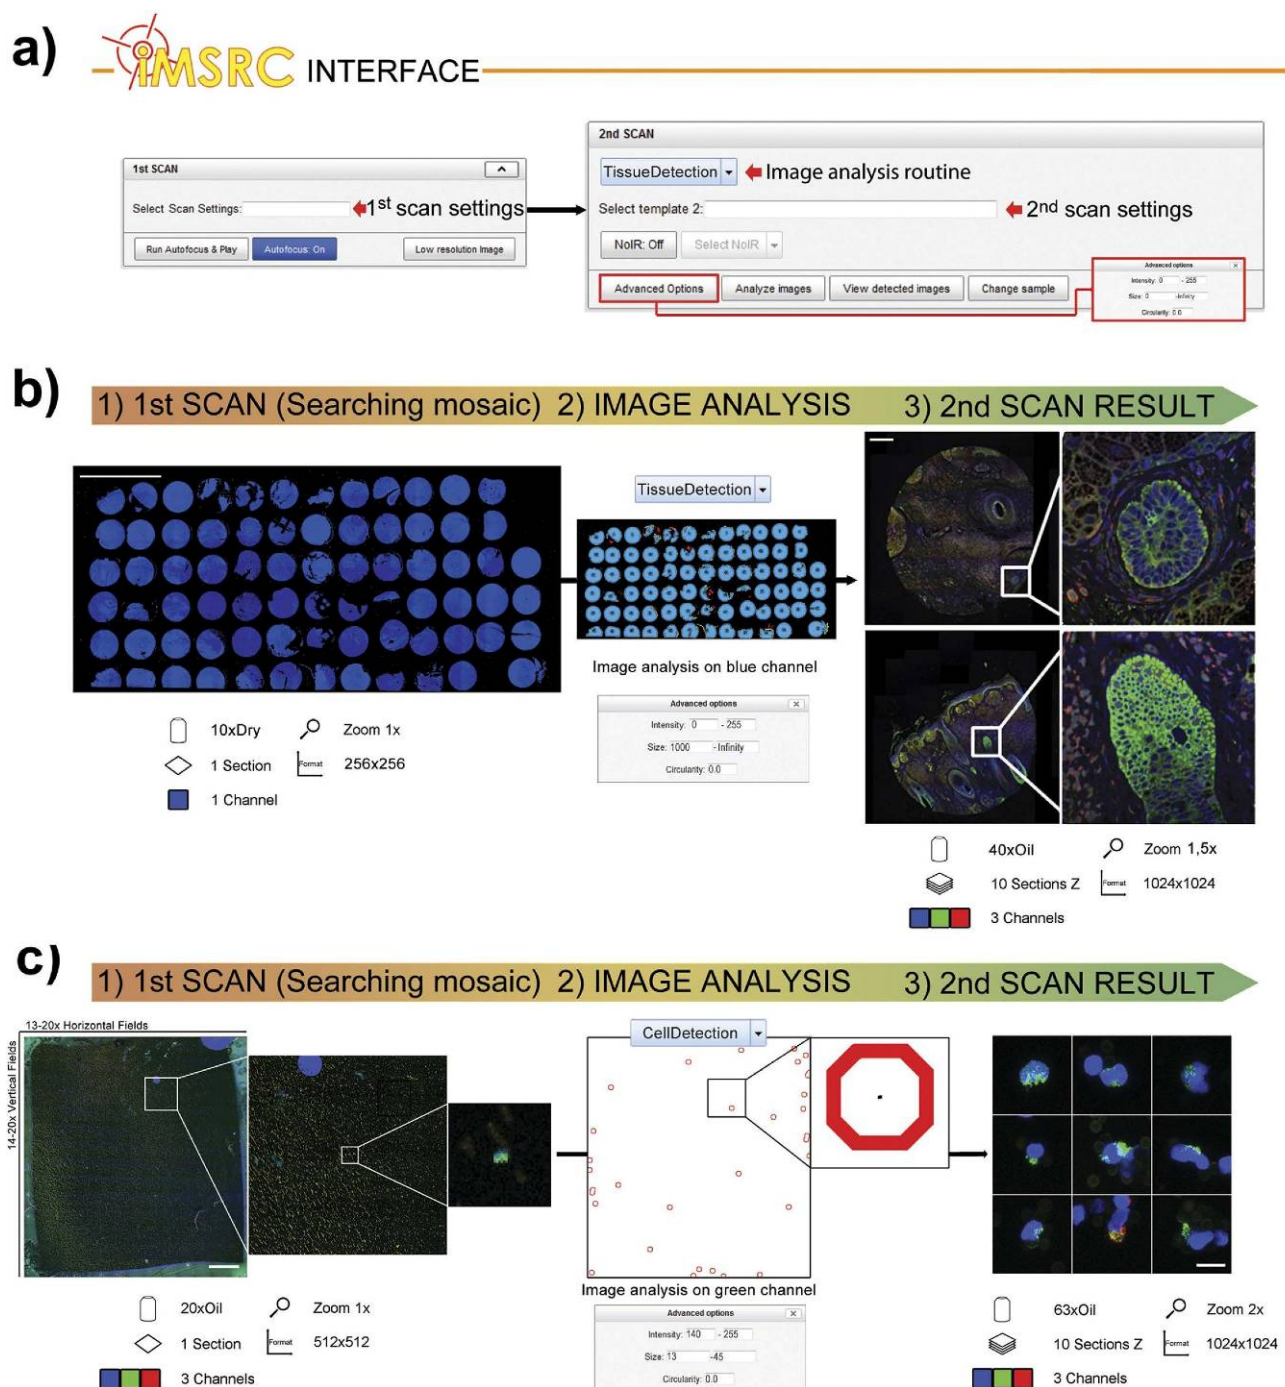 a)
iMSRC INTERFACE
1st SCAN
Select Scan Settings:
1st scan settings
Run Autofocus & Play
Autofocus: On
Low resolution Image
2nd SCAN
TissueDetection
Image analysis routine
Select template 2:
2nd scan settings
NoIR: Off
Select NoIR
Advanced Options
Analyze images
View detected images
Change sample
Advanced options
Intensity: 0 - 255
Size: 0 -Infinity
Circularity: 0.0
b)
1) 1st SCAN (Searching mosaic) 2) IMAGE ANALYSIS 3) 2nd SCAN RESULT
TissueDetection
Image analysis on blue channel
Advanced options
Intensity: 0 - 255
Size: 1000 -Infinity
Circularity: 0.0
10xDry
Zoom 1x
1 Section
Format
256x256
1 Channel
40xOil
Zoom 1,5x
10 Sections Z
Format
1024x1024
3 Channels
c)
1) 1st SCAN (Searching mosaic) 2) IMAGE ANALYSIS 3) 2nd SCAN RESULT
13-20x Horizontal Fields
14-20x Vertical Fields
CellDetection
Image analysis on green channel
Advanced options
Intensity: 140 - 255
Size: 13 -45
Circularity: 0.0
20xOil
Zoom 1x
1 Section
Format
512x512
3 Channels
63xOil
Zoom 2x
10 Sections Z
Format
1024x1024
3 Channels